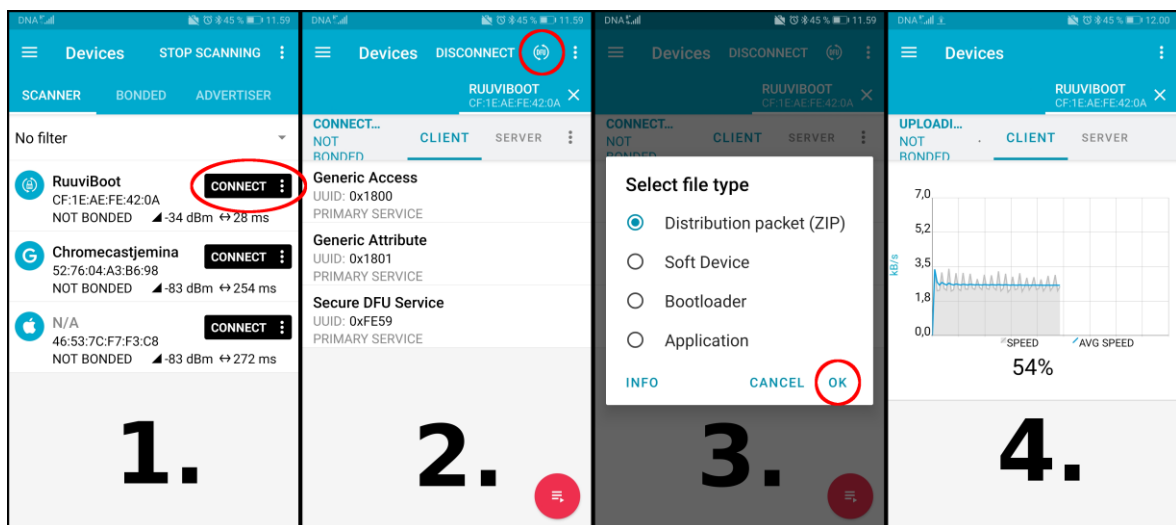 DNA 45 % 11.59
Devices STOP SCANNING
SCANNER BONDED ADVERTISER
No filter
RuuviBoot
CONNECT
CF:1E:AE:FE:42:0A
NOT BONDED -34 dBm ↔28 ms
Chromecastjemina
CONNECT
52:76:04:A3:B6:98
NOT BONDED -83 dBm ↔254 ms
N/A
CONNECT
46:53:7C:F7:F3:C8
NOT BONDED -83 dBm ↔272 ms
1.
DNA 45 % 11.59
Devices DISCONNECT
RUUVIBOOT
CF:1E:AE:FE:42:0A
CONNECT...
NOT BONDED
CLIENT SERVER
Generic Access
UUID: 0x1800
PRIMARY SERVICE
Generic Attribute
UUID: 0x1801
PRIMARY SERVICE
Secure DFU Service
UUID: 0xFE59
PRIMARY SERVICE
2.
DNA 45 % 11.59
Devices DISCONNECT
RUUVIBOOT
CF:1E:AE:FE:42:0A
CONNECT...
NOT BONDED
CLIENT SERVER
Select file type
Distribution packet (ZIP)
Soft Device
Bootloader
Application
INFO CANCEL OK
3.
DNA 45 % 12.00
Devices
RUUVIBOOT
CF:1E:AE:FE:42:0A
UPLOADI...
NOT BONDED
CLIENT SERVER
7,0
5,2
3,5
1,8
0,0
kB/s
SPEED AVG SPEED
54%
4.